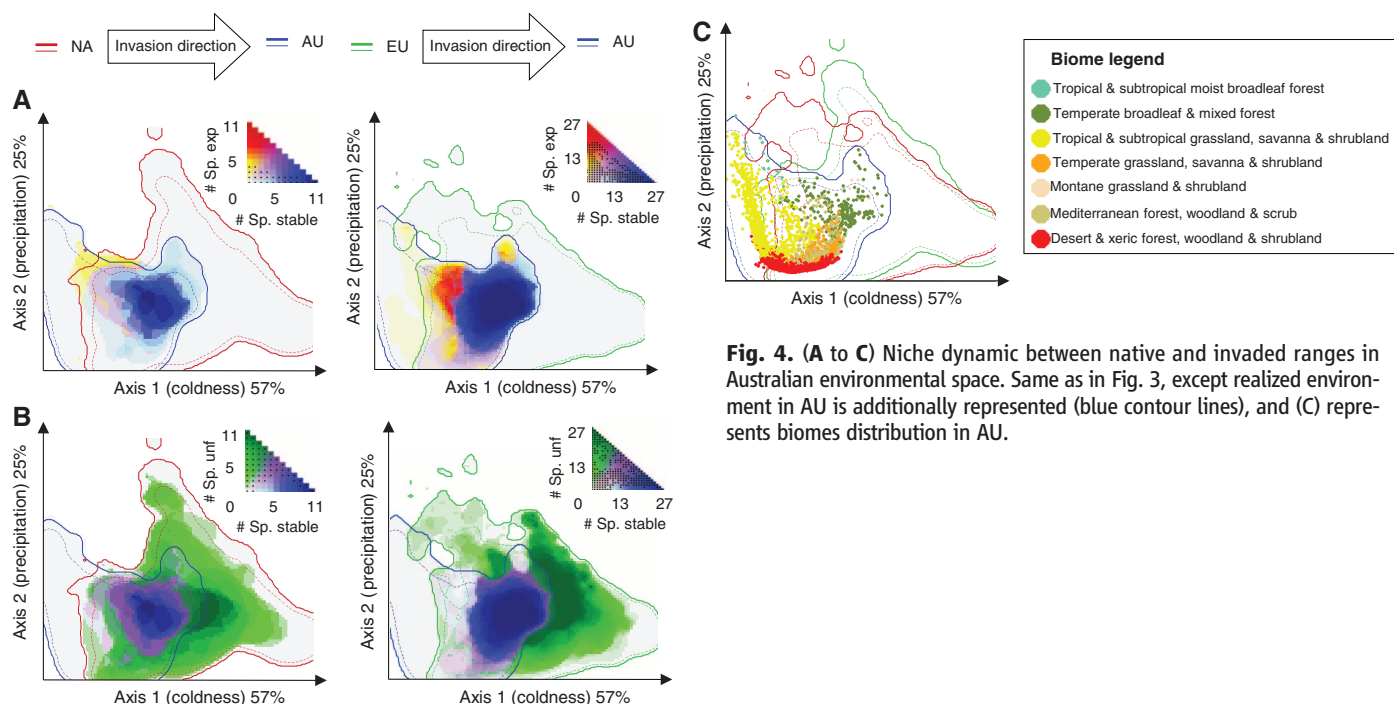 NA Invasion direction AU EU Invasion direction AU
A
Axis 2 (precipitation) 25%
# Sp. exp
11
5
0 5 11
# Sp. stable
Axis 1 (coldness) 57%
Axis 2 (precipitation) 25%
# Sp. exp
27
13
0 13 27
# Sp. stable
Axis 1 (coldness) 57%
B
Axis 2 (precipitation) 25%
# Sp. unf
11
5
0 5 11
# Sp. stable
Axis 1 (coldness) 57%
Axis 2 (precipitation) 25%
# Sp. unf
27
13
0 13 27
# Sp. stable
Axis 1 (coldness) 57%
C
Axis 2 (precipitation) 25%
Axis 1 (coldness) 57%
Biome legend
Tropical & subtropical moist broadleaf forest
Temperate broadleaf & mixed forest
Tropical & subtropical grassland, savanna & shrubland
Temperate grassland, savanna & shrubland
Montane grassland & shrubland
Mediterranean forest, woodland & scrub
Desert & xeric forest, woodland & shrubland
Fig. 4. (A to C) Niche dynamic between native and invaded ranges in
Australian environmental space. Same as in Fig. 3, except realized environ-
ment in AU is additionally represented (blue contour lines), and (C) repre-
sents biomes distribution in AU.